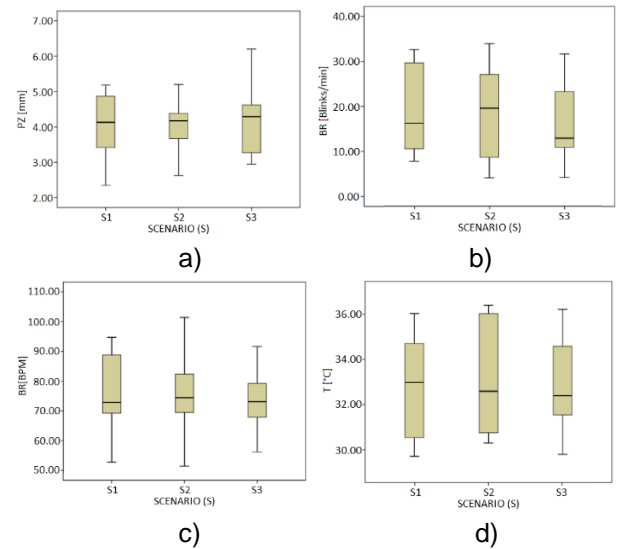 7.00
6.00
5.00
4.00
3.00
2.00
PZ [mm]
S1 S2 S3
SCENARIO (S)
a)
40.00
30.00
20.00
10.00
0.00
BR [Blinks/min]
S1 S2 S3
SCENARIO (S)
b)
110.00
100.00
90.00
80.00
70.00
60.00
50.00
BR[BPM]
S1 S2 S3
SCENARIO (S)
c)
36.00
34.00
32.00
30.00
T [°C]
S1 S2 S3
SCENARIO (S)
d)